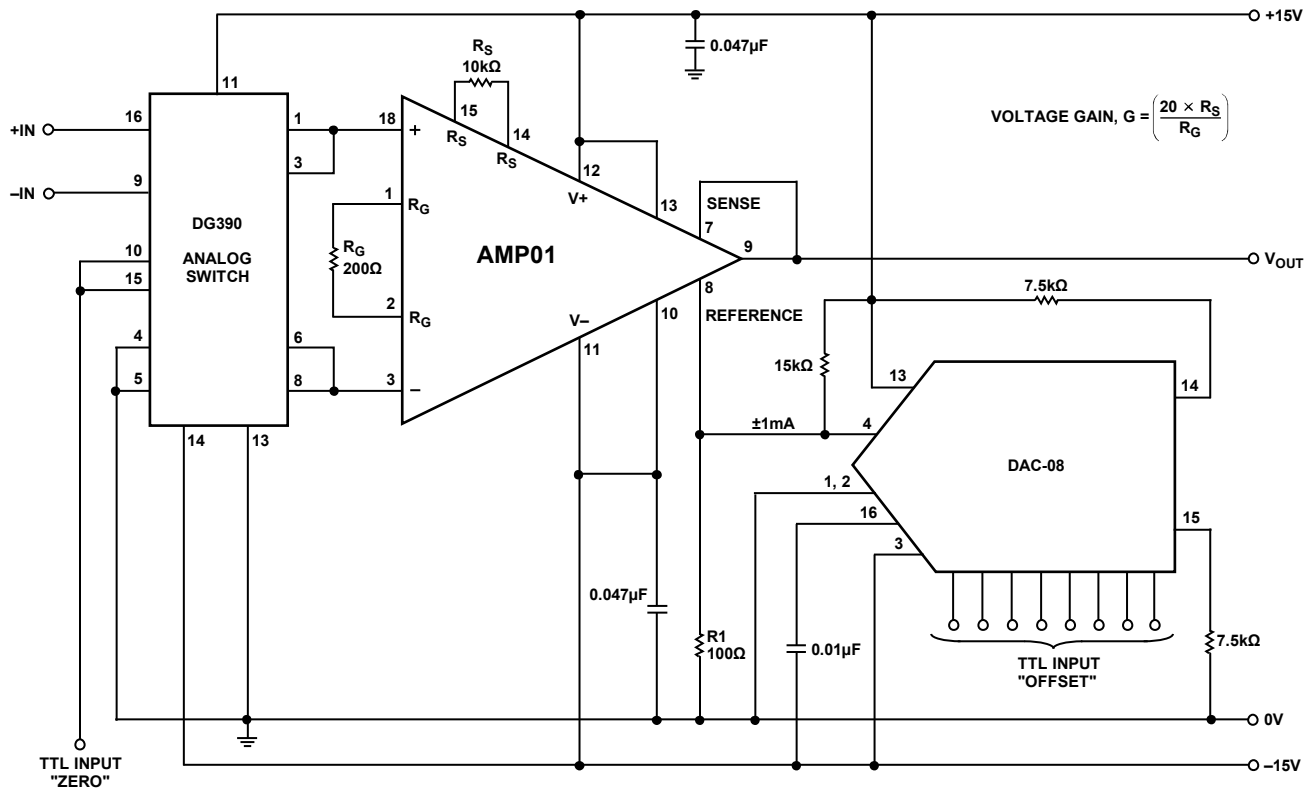 +15V
0.047µF
R_S
10kΩ
11
15
R_S
14
R_S
VOLTAGE GAIN, G = (20 × R_S / R_G)
+IN
16
1
18
+
3
12
V+
13
–IN
9
DG390
ANALOG
SWITCH
1
R_G
R_G
200Ω
AMP01
SENSE
7
9
V_OUT
10
15
2
R_G
8
REFERENCE
7.5kΩ
V–
10
11
4
6
5
8
3
–
15kΩ
13
14
14
13
±1mA
4
DAC-08
1, 2
16
3
15
0.047µF
R1
100Ω
0.01µF
7.5kΩ
TTL INPUT
"OFFSET"
0V
TTL INPUT
"ZERO"
–15V